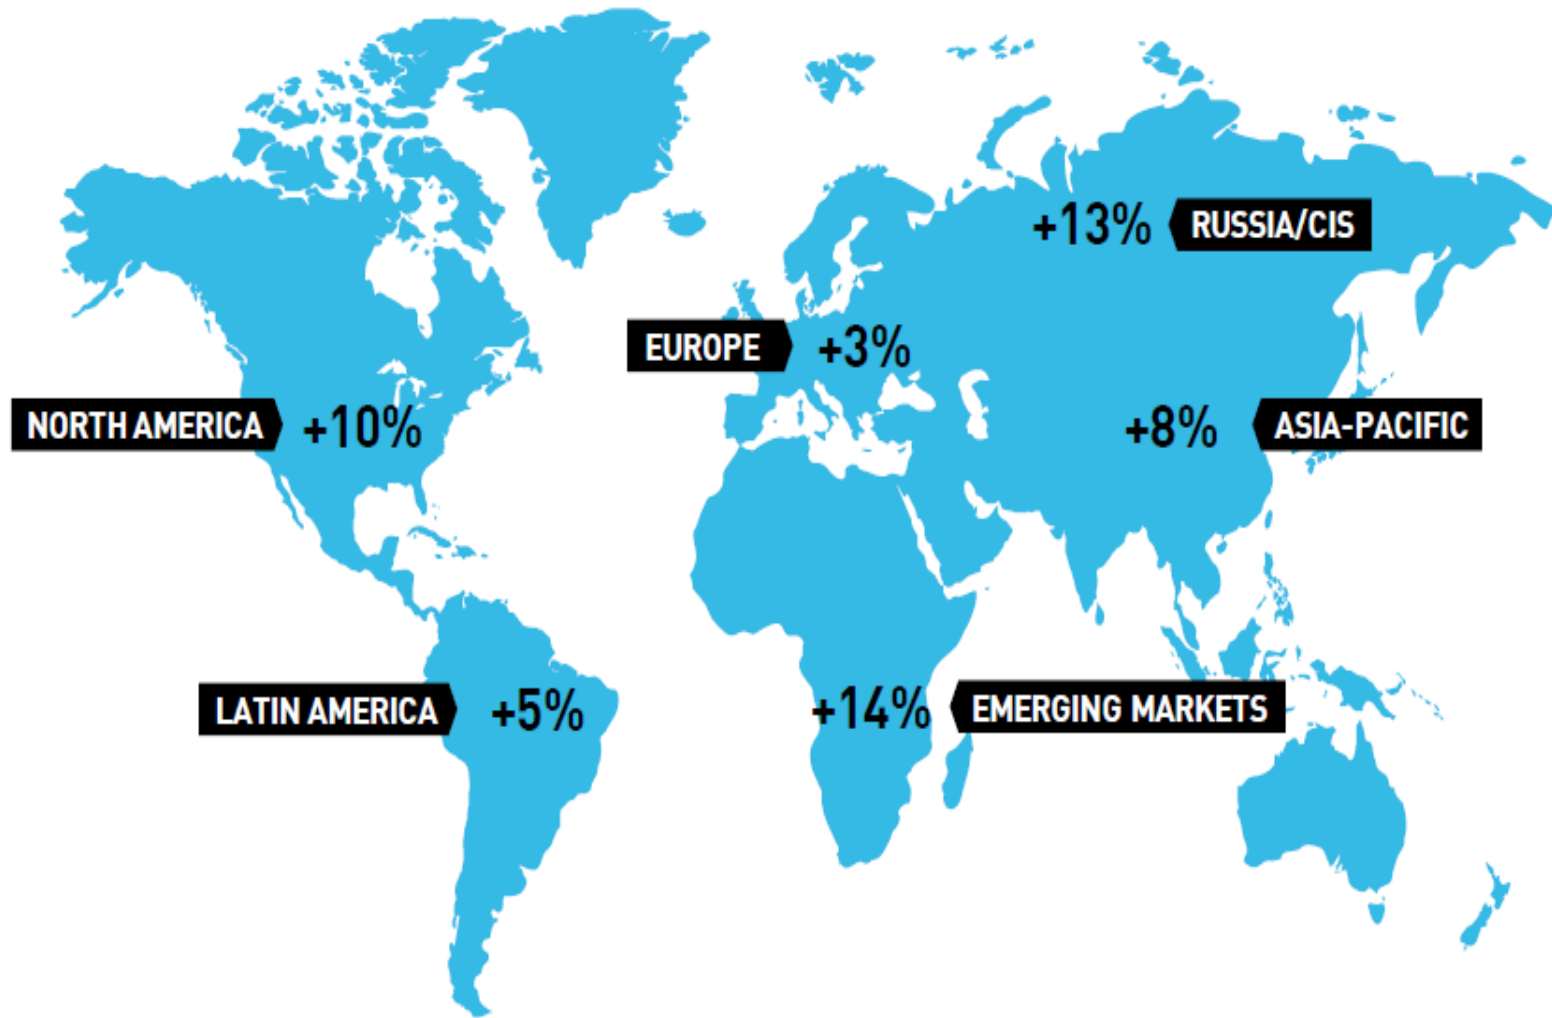 +13% RUSSIA/CIS
EUROPE +3%
NORTH AMERICA +10%
+8% ASIA-PACIFIC
LATIN AMERICA +5%
+14% EMERGING MARKETS